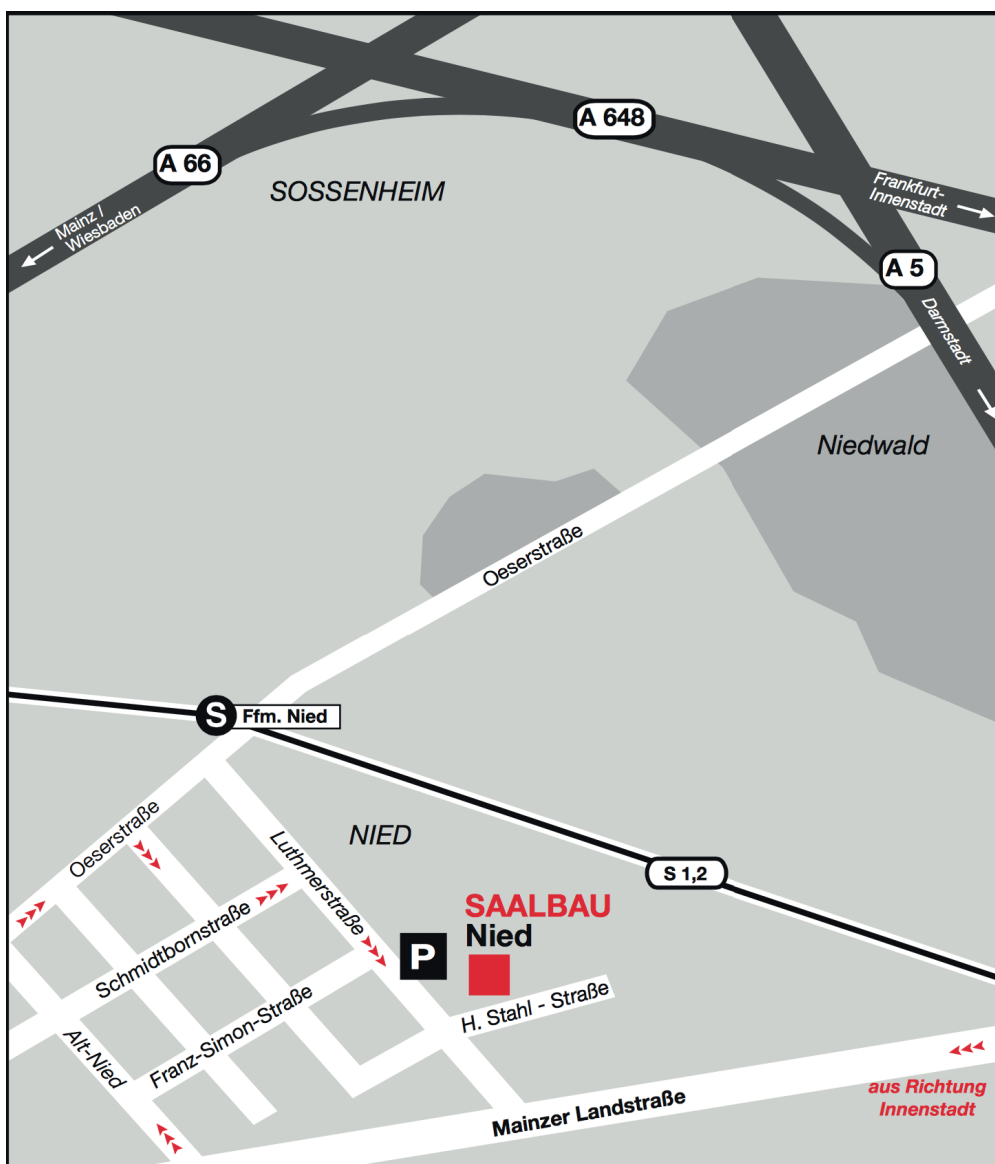 A 648
A 66
SOSSENHEIM
Frankfurt-
Innenstadt
Mainz /
Wiesbaden
A 5
Darmstadt
Niedwald
Oeserstraße
S
Ffm. Nied
Oeserstraße
NIED
Luthmerstraße
S 1,2
SAALBAU
Nied
P
Schmidtbornstraße
H. Stahl - Straße
Franz-Simon-Straße
Alt-Nied
Mainzer Landstraße
aus Richtung
Innenstadt